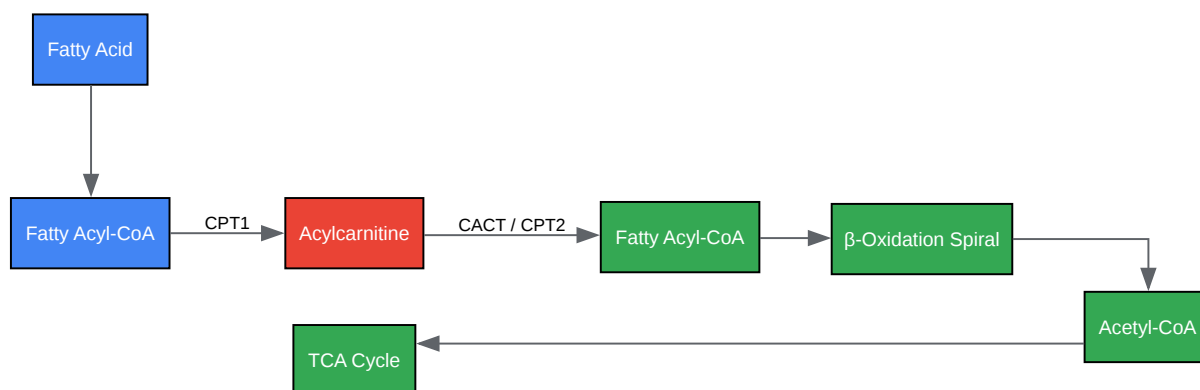 Fatty Acid
Fatty Acyl-CoA
CPT1
Acylcarnitine
CACT / CPT2
Fatty Acyl-CoA
β-Oxidation Spiral
Acetyl-CoA
TCA Cycle